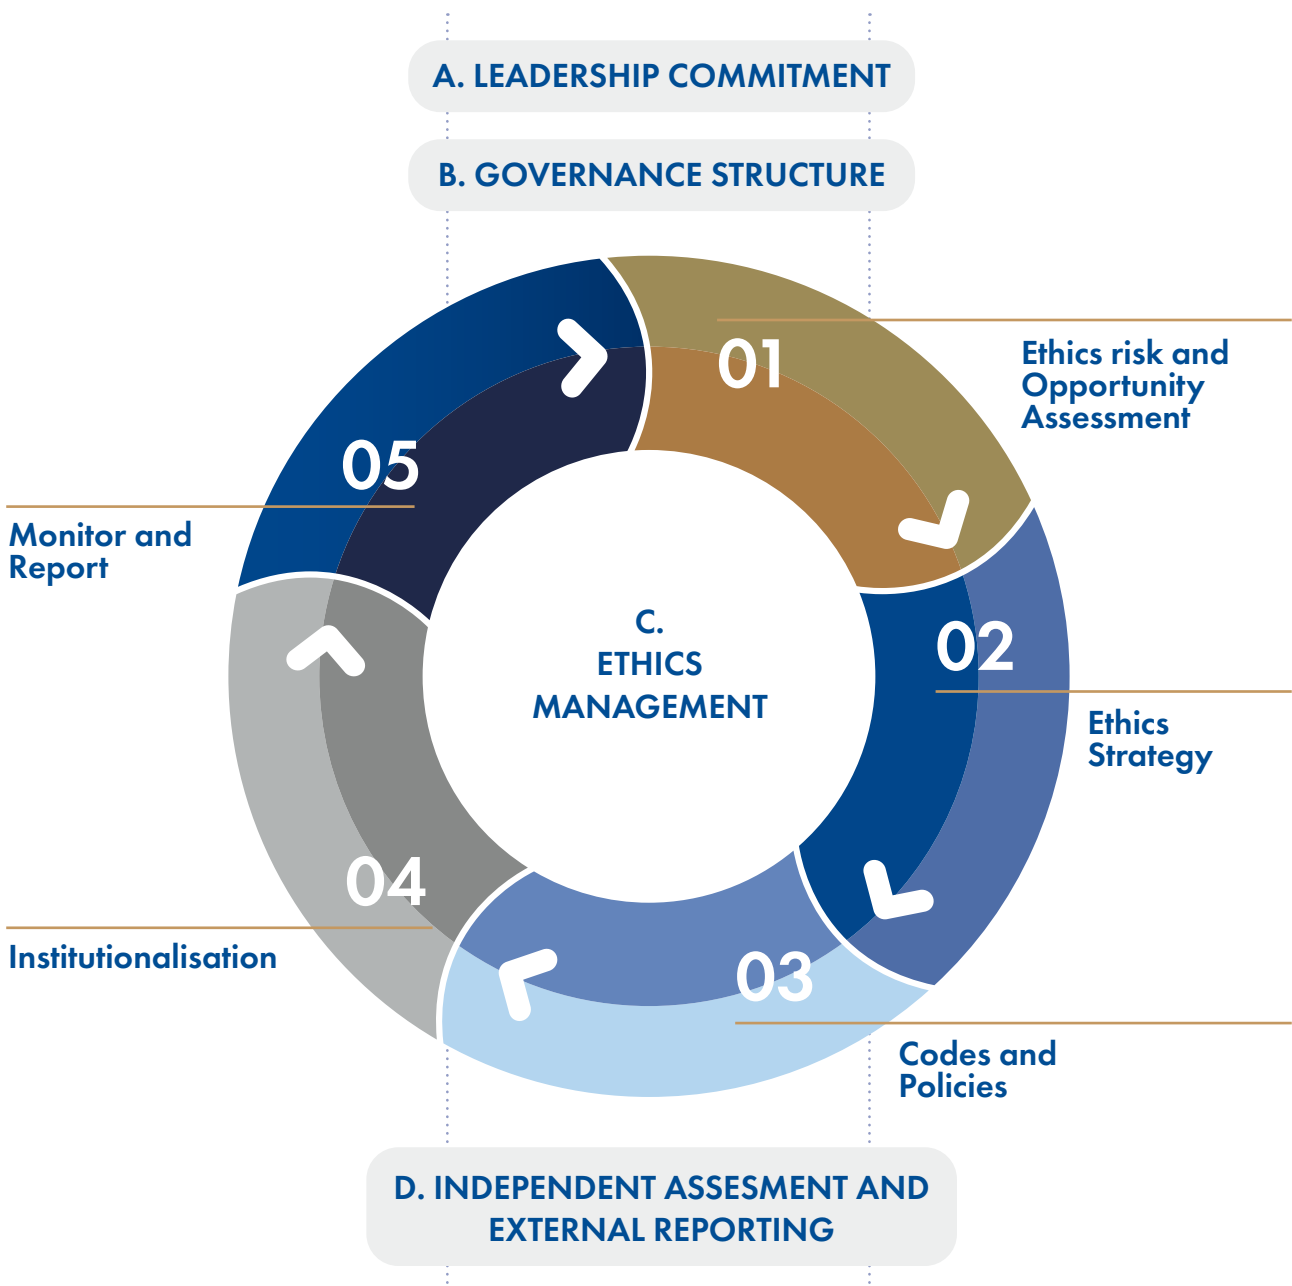 A. LEADERSHIP COMMITMENT
B. GOVERNANCE STRUCTURE
01
Ethics risk and
Opportunity
Assessment
02
Ethics
Strategy
03
Codes and
Policies
04
Institutionalisation
05
Monitor and
Report
C.
ETHICS
MANAGEMENT
D. INDEPENDENT ASSESMENT AND
EXTERNAL REPORTING